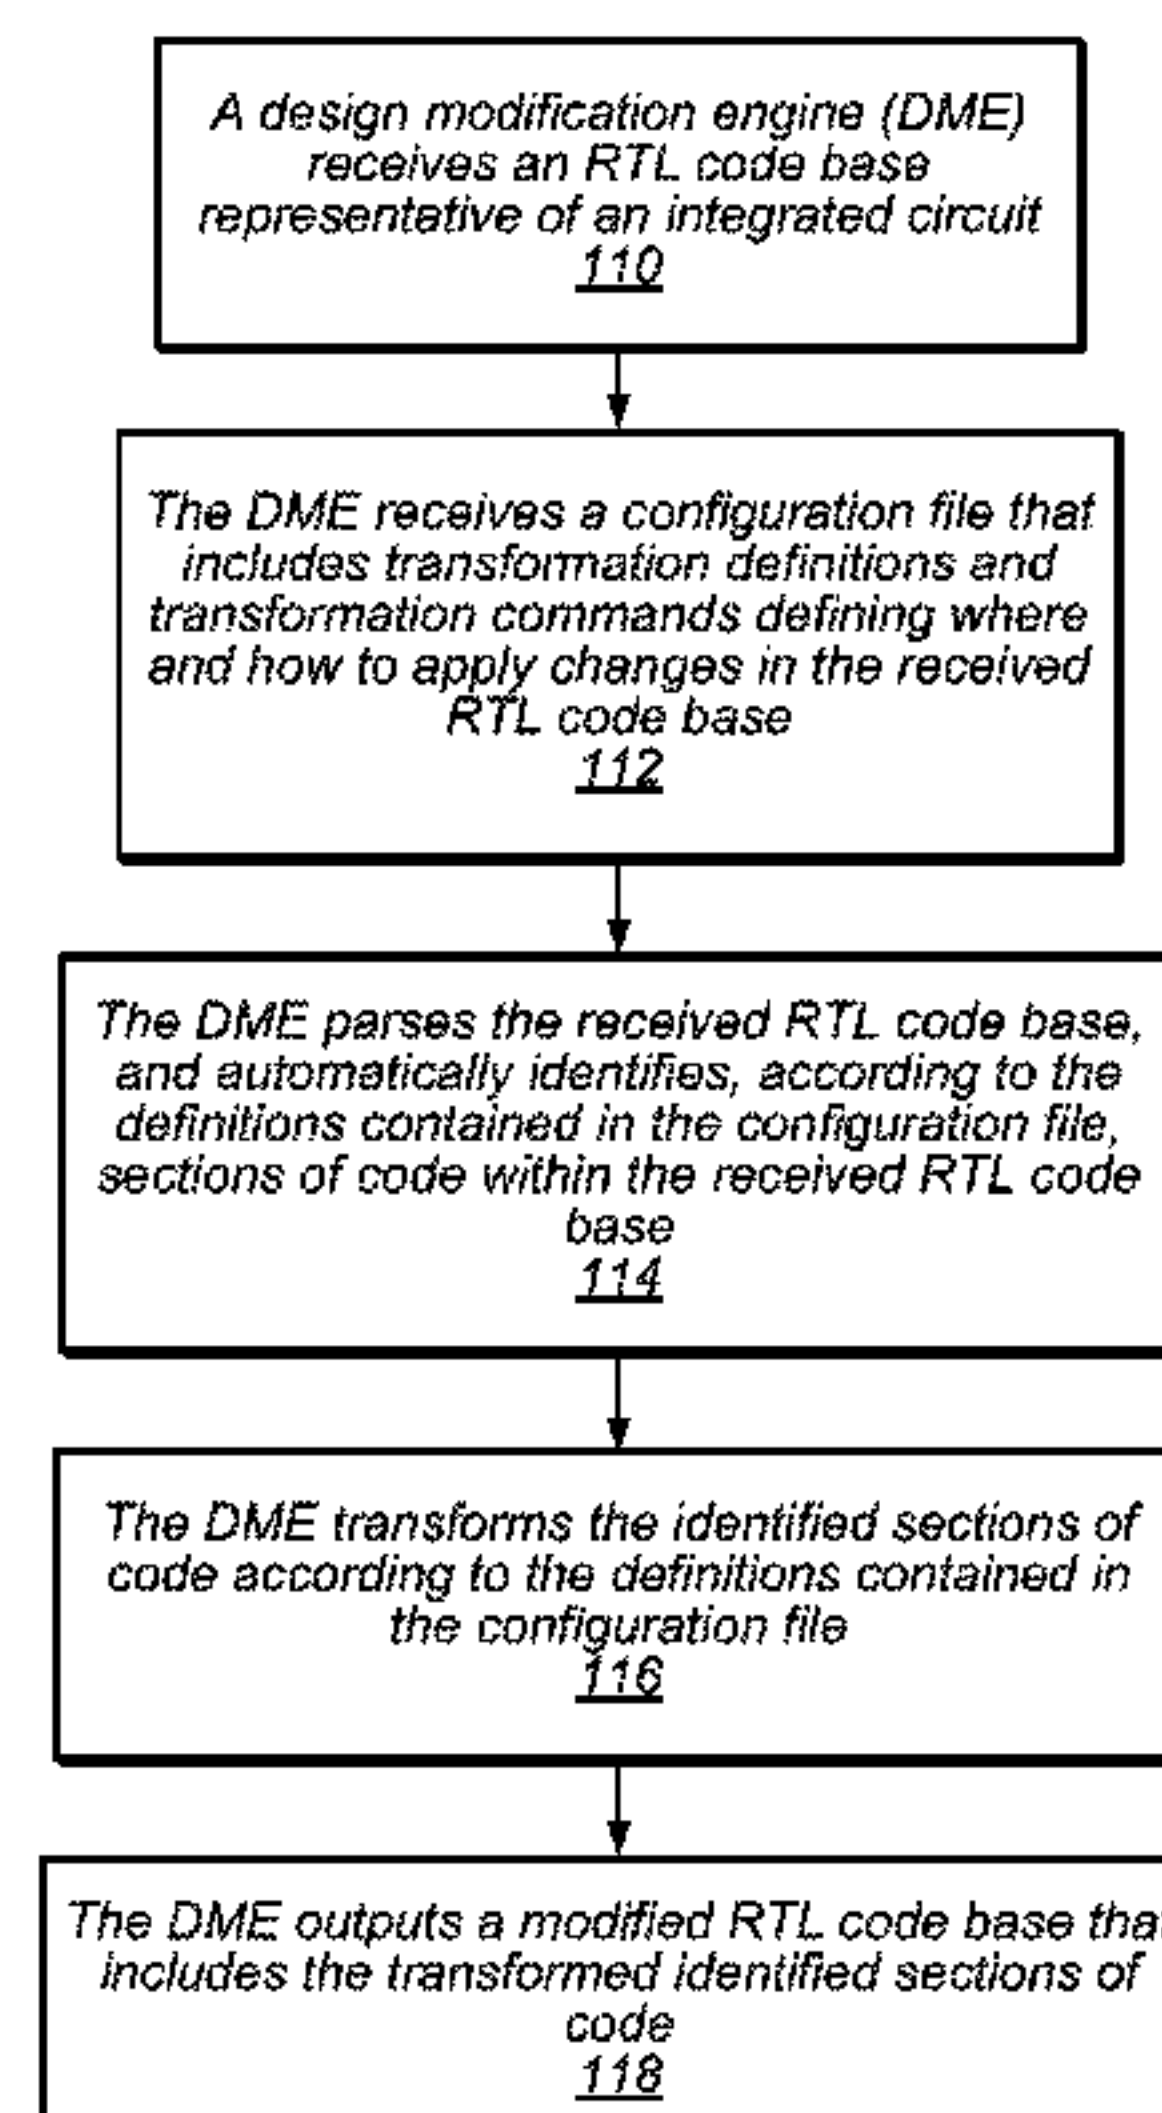 A design modification engine (DME)
receives an RTL code base
representative of an integrated circuit
110
The DME receives a configuration file that
includes transformation definitions and
transformation commands defining where
and how to apply changes in the received
RTL code base
112
The DME parses the received RTL code base,
and automatically identifies, according to the
definitions contained in the configuration file,
sections of code within the received RTL code
base
114
The DME transforms the identified sections of
code according to the definitions contained in
the configuration file
116
The DME outputs a modified RTL code base that
includes the transformed identified sections of
code
118